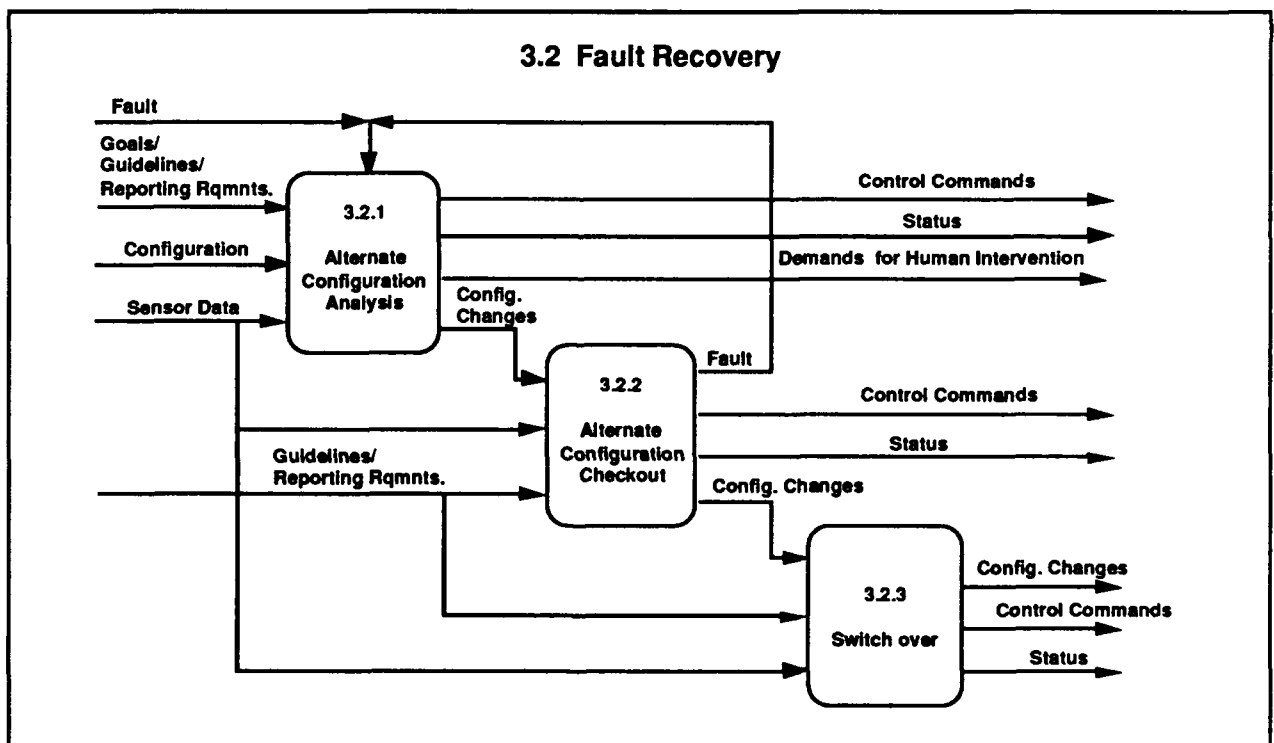 3.2 Fault Recovery
Fault
Goals/
Guidelines/
Reporting Rqmnts.
Configuration
Sensor Data
3.2.1
Alternate
Configuration
Analysis
Control Commands
Status
Demands for Human Intervention
Config.
Changes
3.2.2
Alternate
Configuration
Checkout
Fault
Control Commands
Status
Guidelines/
Reporting Rqmnts.
Config. Changes
3.2.3
Switch over
Config. Changes
Control Commands
Status